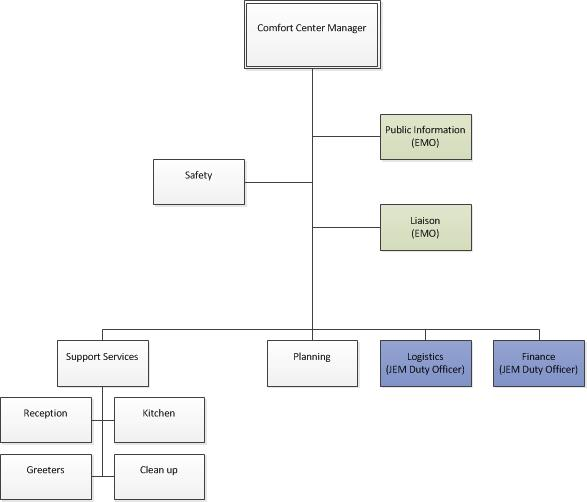 Comfort Center Manager
Public Information
(EMO)
Safety
Liaison
(EMO)
Support Services
Planning
Logistics
(JEM Duty Officer)
Finance
(JEM Duty Officer)
Reception
Kitchen
Greeters
Clean up